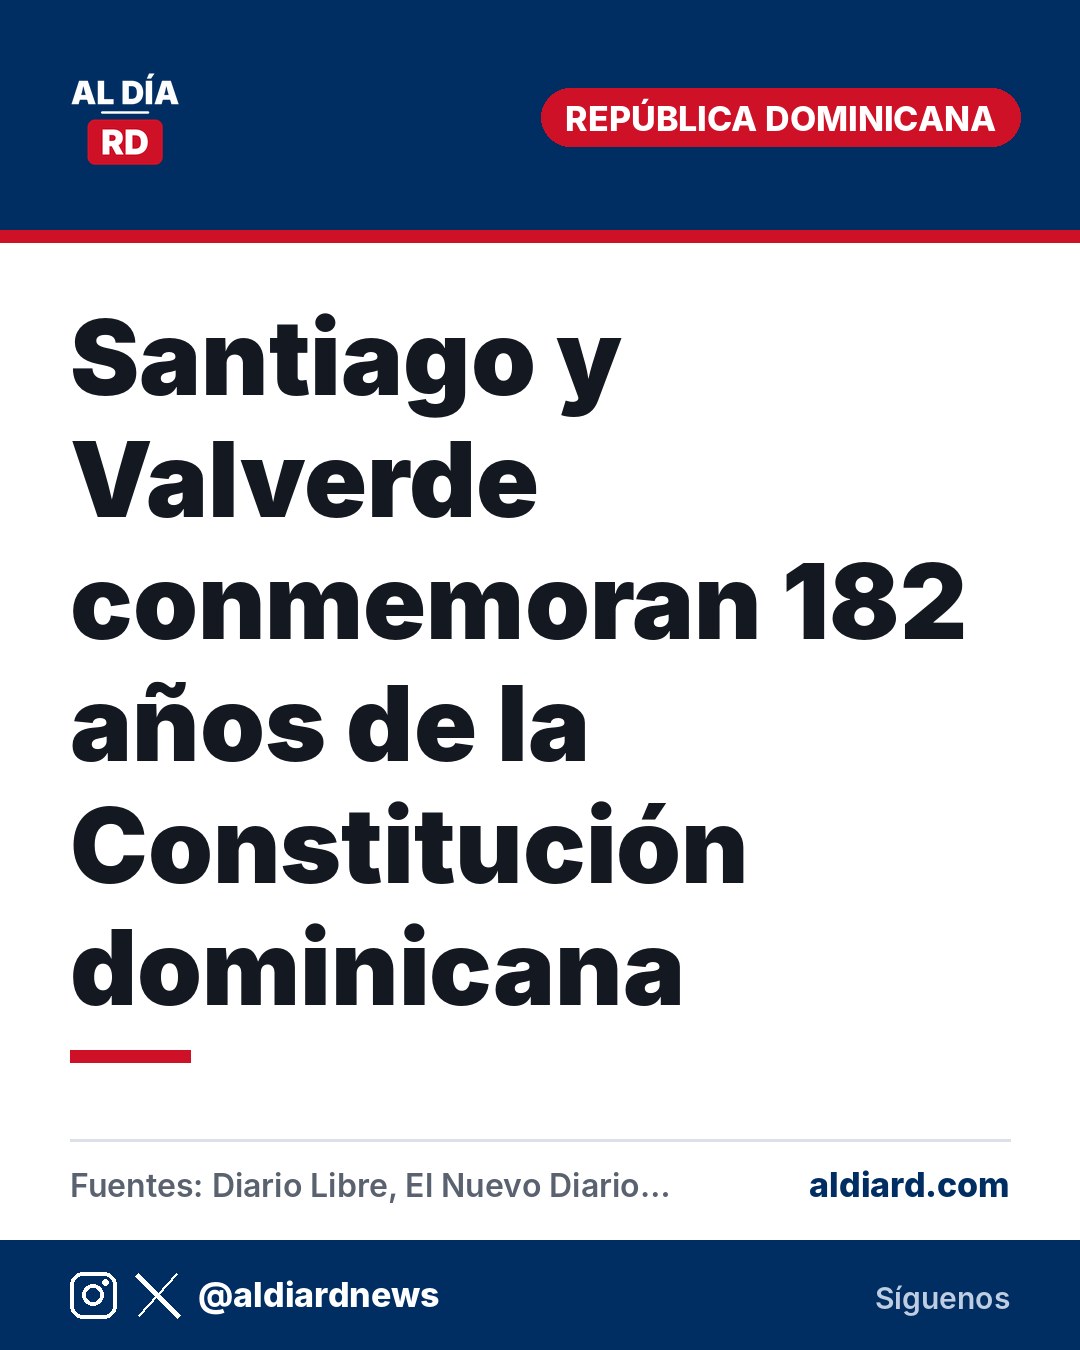 AL DÍA
RD
REPÚBLICA DOMINICANA
Santiago y
Valverde
conmemoran 182
años de la
Constitución
dominicana
Fuentes: Diario Libre, El Nuevo Diario...
aldiard.com
@aldiardnews
Síguenos